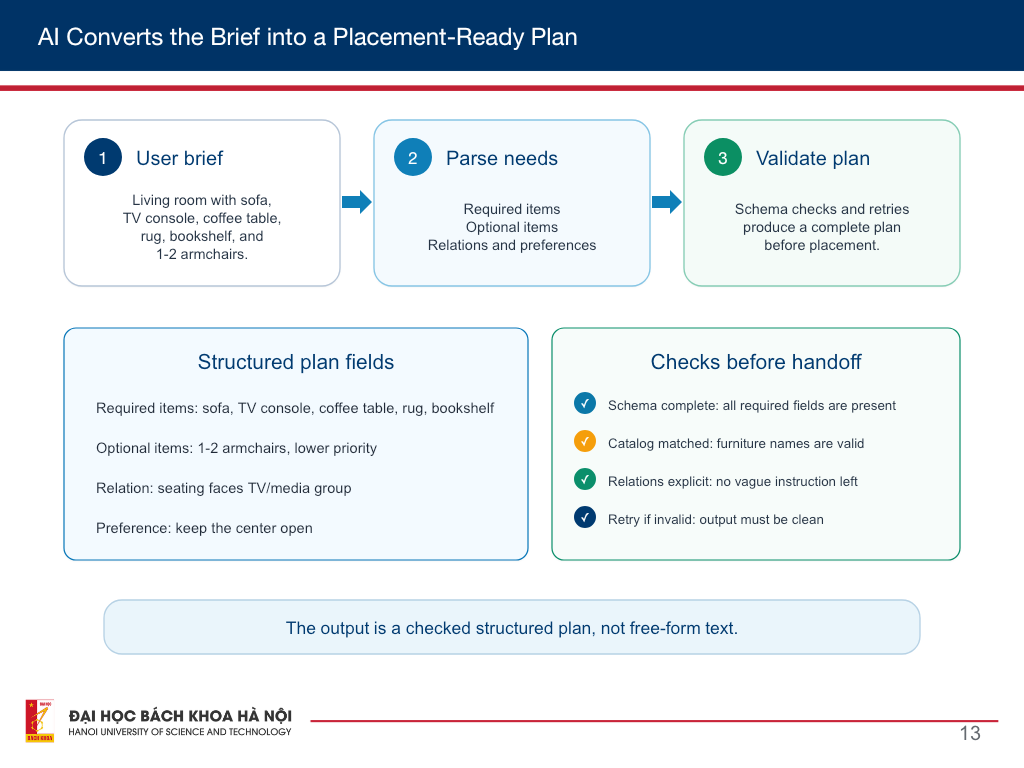 AI Converts the Brief into a Placement-Ready Plan
1
User brief
Living room with sofa,
TV console, coffee table,
rug, bookshelf, and
1-2 armchairs.
2
Parse needs
Required items
Optional items
Relations and preferences
3
Validate plan
Schema checks and retries
produce a complete plan
before placement.
Structured plan fields
Required items: sofa, TV console, coffee table, rug, bookshelf
Optional items: 1-2 armchairs, lower priority
Relation: seating faces TV/media group
Preference: keep the center open
Checks before handoff
✓ Schema complete: all required fields are present
✓ Catalog matched: furniture names are valid
✓ Relations explicit: no vague instruction left
✓ Retry if invalid: output must be clean
The output is a checked structured plan, not free-form text.
ĐẠI HỌC
BÁCH KHOA
ĐẠI HỌC BÁCH KHOA HÀ NỘI
HANOI UNIVERSITY OF SCIENCE AND TECHNOLOGY
13